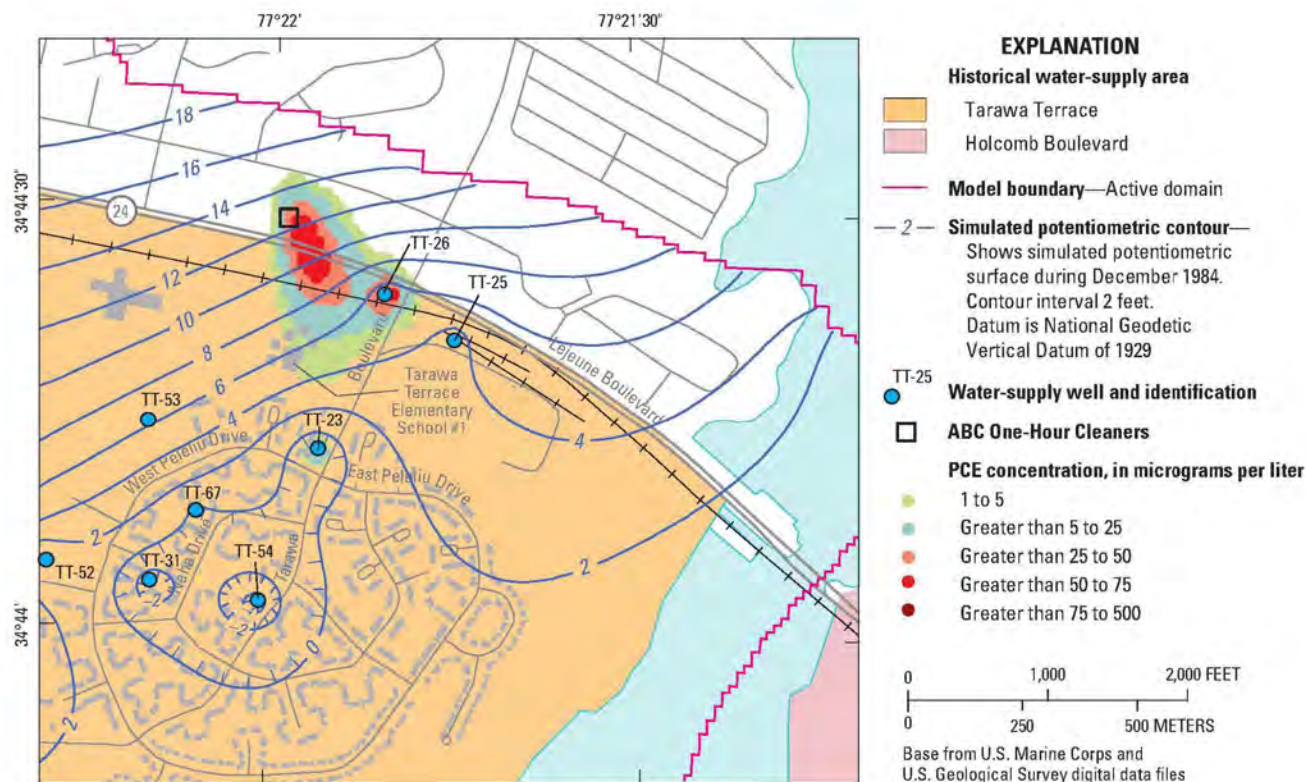 77°22'
77°21'30"
34°44'30"
34°44'
18
16
14
12
10
8
6
4
2
24
TT-26
TT-25
TT-53
TT-23
TT-67
TT-31
TT-54
TT-52
Boulevard
Lejeune Boulevard
Tarawa
Terrace
Elementary
School #1
West Peleliu Drive
East Peleliu Drive
Tarawa
4
2
2
0
-2
-2
2
EXPLANATION
Historical water-supply area
Tarawa Terrace
Holcomb Boulevard
Model boundary—Active domain
2 Simulated potentiometric contour—
Shows simulated potentiometric
surface during December 1984.
Contour interval 2 feet.
Datum is National Geodetic
Vertical Datum of 1929
TT-25 Water-supply well and identification
ABC One-Hour Cleaners
PCE concentration, in micrograms per liter
1 to 5
Greater than 5 to 25
Greater than 25 to 50
Greater than 50 to 75
Greater than 75 to 500
0 1,000 2,000 FEET
0 250 500 METERS
Base from U.S. Marine Corps and
U.S. Geological Survey digital data files